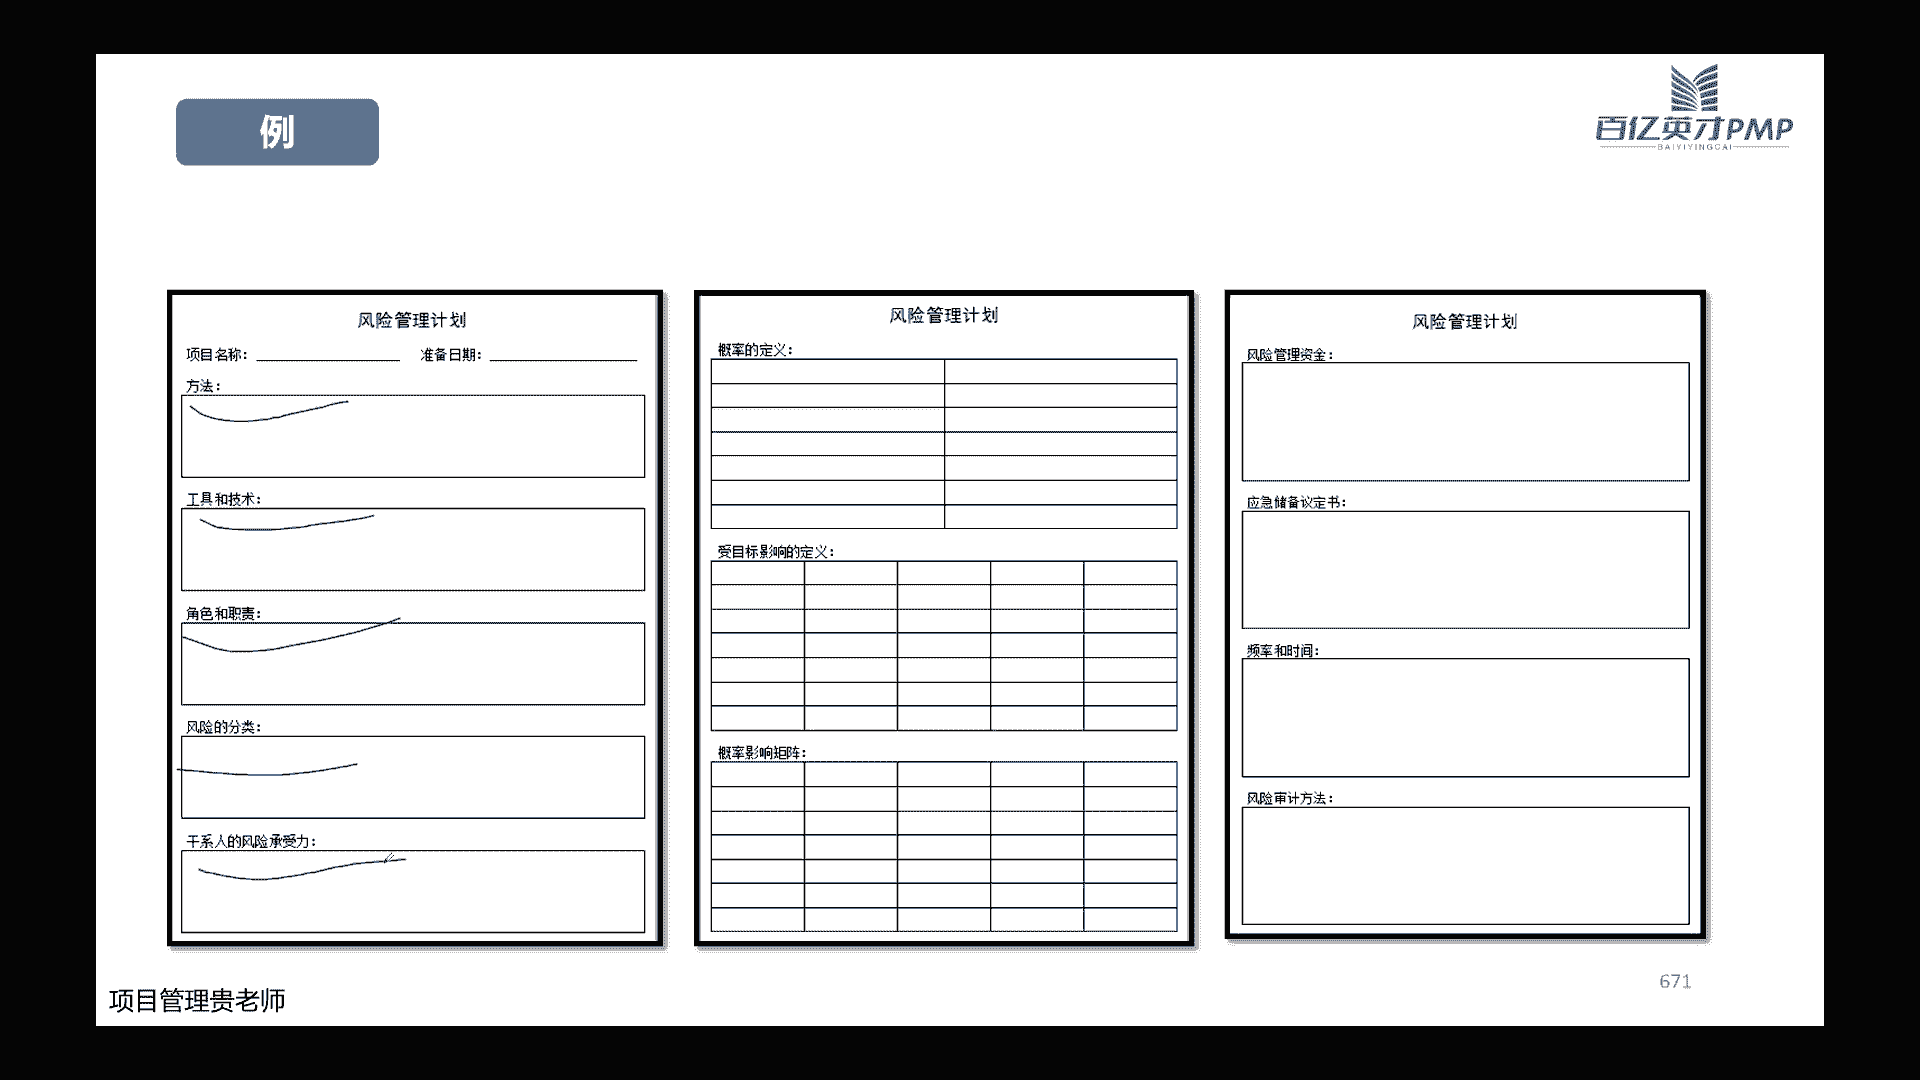 例
百亿英才PMP
BAIYIYINGCAI
风险管理计划
项目名称： 准备日期：
方法：
工具和技术：
角色和职责：
风险的分类：
干系人的风险承受力：
风险管理计划
概率的定义：
受目标影响的定义：
概率影响矩阵：
风险管理计划
风险管理资金：
应急储备议定书：
频率和时间：
风险审计方法：
671
项目管理贵老师